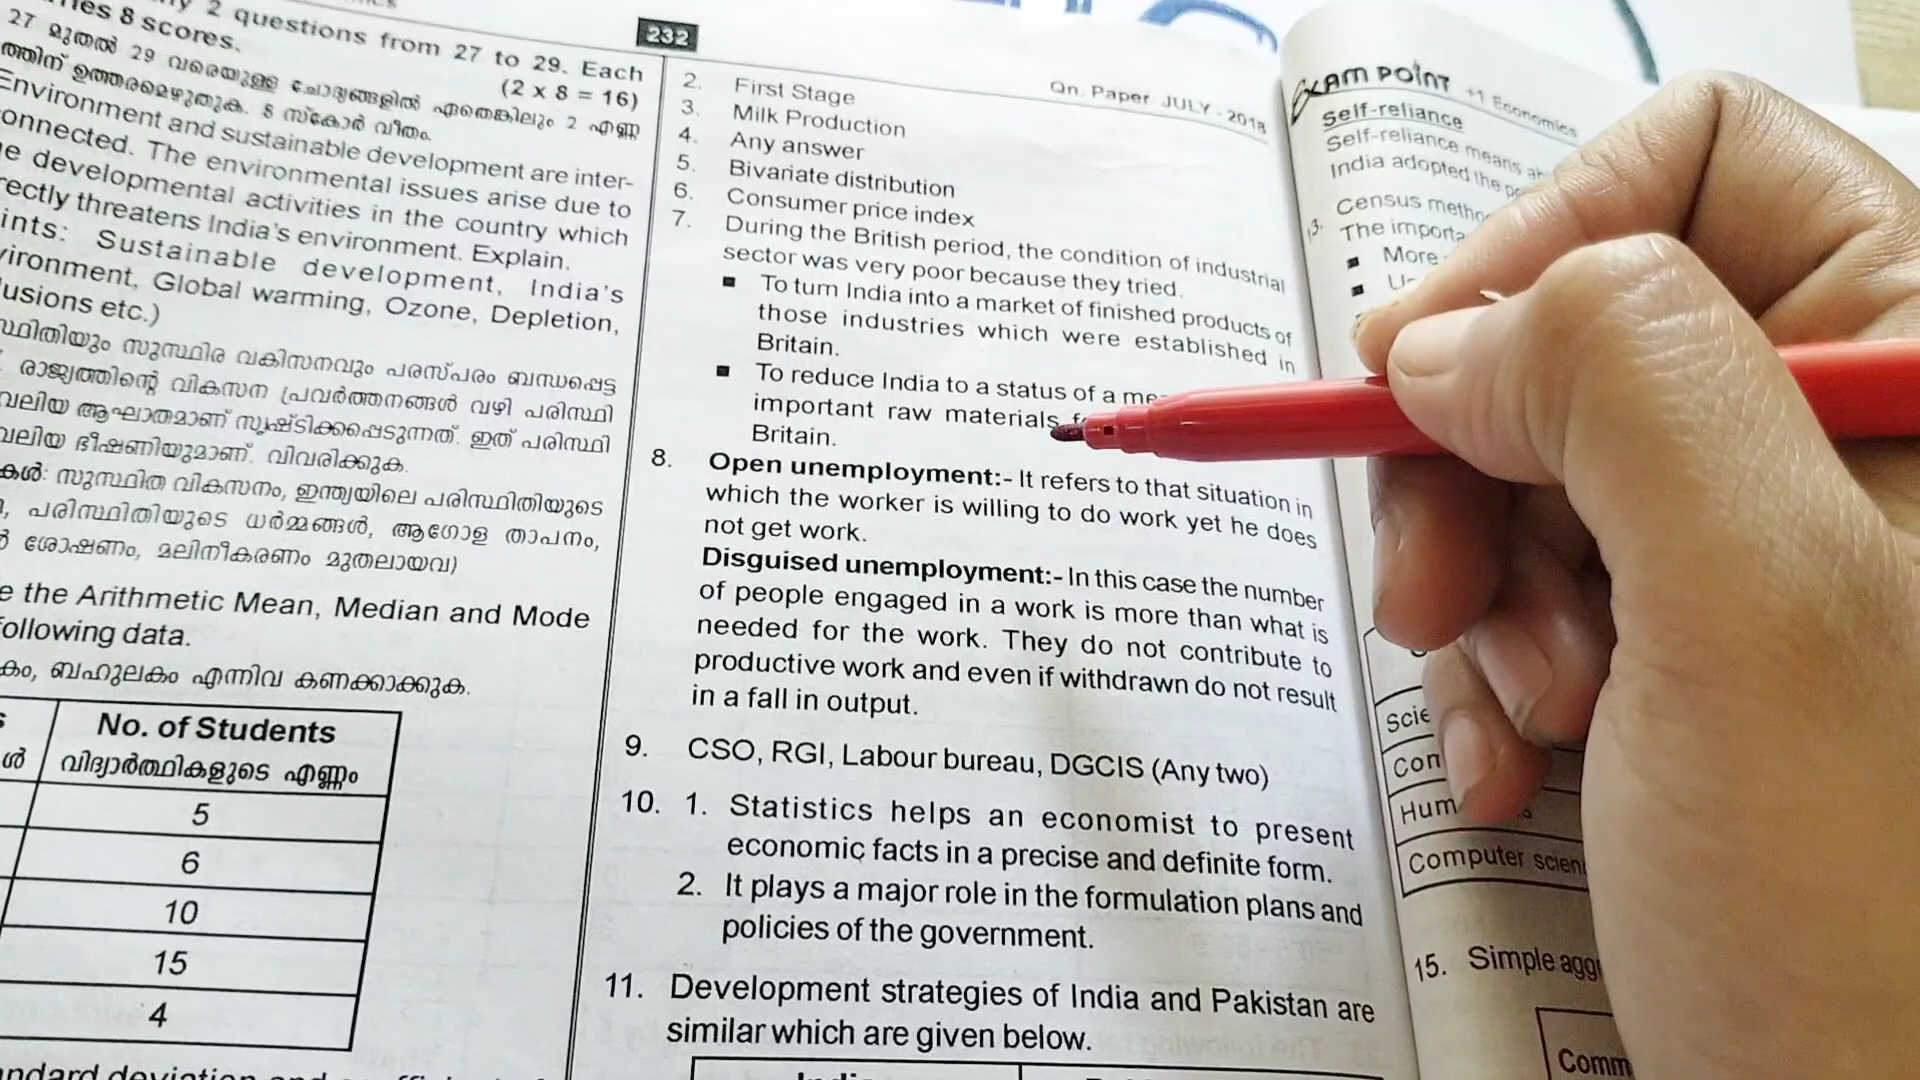 2 questions from 27 to 29. Each
8 scores.
(2 x 8 = 16)
27 മുതൽ 29 വരെയുള്ള ചോദ്യങ്ങളിൽ ഏതെങ്കിലും 2 എണ്ണ
ത്തിന് ഉത്തരമെഴുതുക. 8 സ്കോർ വീതം.
Environment and sustainable development are inter-
connected. The environmental issues arise due to
developmental activities in the country which
threatens India's environment. Explain.
Sustainable development, India's
Global warming, Ozone, Depletion,
etc.)
സുസ്ഥിര വകിസനവും പരസ്പരം ബന്ധപ്പെട്ട
രാജ്യത്തിന്റെ വികസന പ്രവർത്തനങ്ങൾ വഴി പരിസ്ഥി
വലിയ ആഘാതമാണ് സൃഷ്ടിക്കപ്പെടുന്നത്. ഇത് പരിസ്ഥി
വലിയ ഭീഷണിയുമാണ്. വിവരിക്കുക.
സുസ്ഥിത വികസനം, ഇന്ത്യയിലെ പരിസ്ഥിതിയുടെ
പരിസ്ഥിതിയുടെ ധർമ്മങ്ങൾ, ആഗോള താപനം,
ശോഷണം, മലിനീകരണം മുതലായവ)
the Arithmetic Mean, Median and Mode
following data.
ബഹുലകം എന്നിവ കണക്കാക്കുക.
No. of Students
വിദ്യാർത്ഥികളുടെ എണ്ണം
5
6
10
15
4
232
Qn. Paper JULY - 2018
2. First Stage
3. Milk Production
4. Any answer
5. Bivariate distribution
6. Consumer price index
7. During the British period, the condition of industrial
sector was very poor because they tried.
▪ To turn India into a market of finished products of
those industries which were established in
Britain.
▪ To reduce India to a status of a
important raw materials
Britain.
8. Open unemployment:- It refers to that situation in
which the worker is willing to do work yet he does
not get work.
Disguised unemployment:- In this case the number
of people engaged in a work is more than what is
needed for the work. They do not contribute to
productive work and even if withdrawn do not result
in a fall in output.
9. CSO, RGI, Labour bureau, DGCIS (Any two)
10. 1. Statistics helps an economist to present
economic facts in a precise and definite form.
2. It plays a major role in the formulation plans and
policies of the government.
11. Development strategies of India and Pakistan are
similar which are given below.
EXAM POINT +1 Economics
Self-reliance
Self-reliance means
India adopted the
Census
The
▪ More
Computer
15. Simple